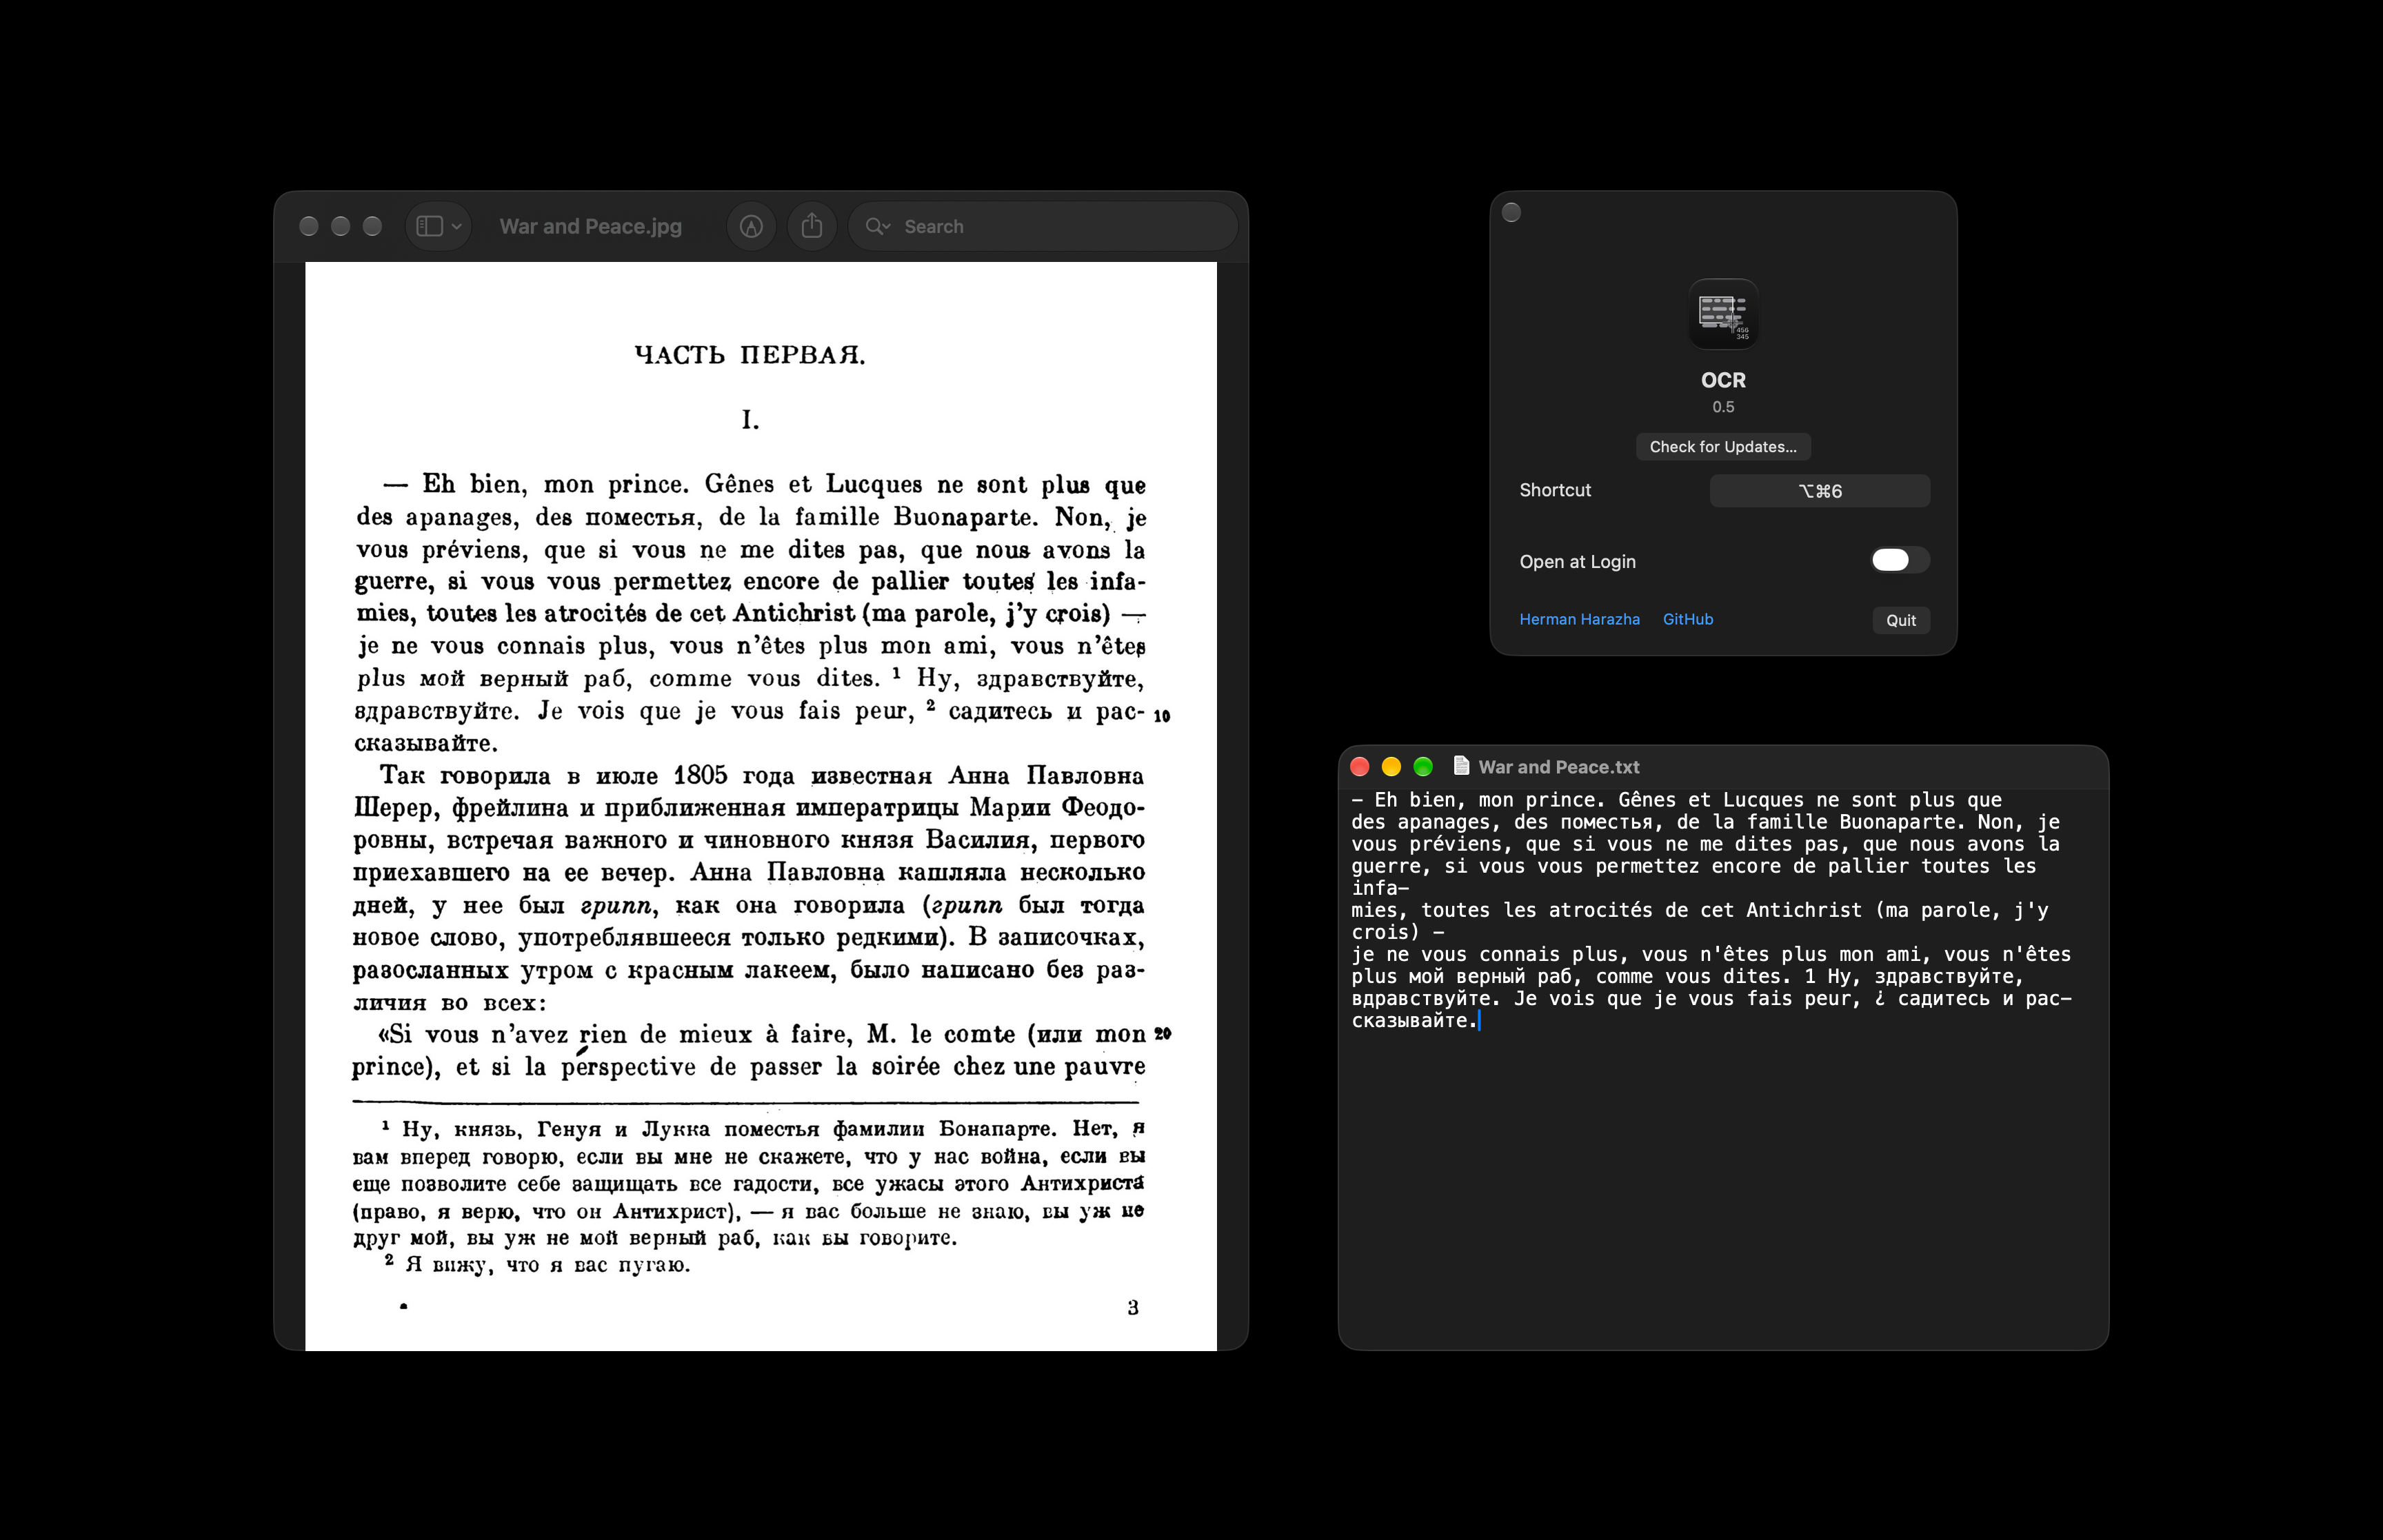 War and Peace.jpg
Search
ЧАСТЬ ПЕРВАЯ.
I.
— Eh bien, mon prince. Gênes et Lucques ne sont plus que
des apanages, des поместья, de la famille Buonaparte. Non, je
vous préviens, que si vous ne me dites pas, que nous avons la
guerre, si vous vous permettez encore de pallier toutes les infa-
mies, toutes les atrocités de cet Antichrist (ma parole, j’y crois) —
je ne vous connais plus, vous n’êtes plus mon ami, vous n’êtes
plus мой верный раб, comme vous dites. ¹ Ну, здравствуйте,
здравствуйте. Je vois que je vous fais peur, ² садитесь и рас- 10
сказывайте.
Так говорила в июле 1805 года известная Анна Павловна
Шерер, фрейлина и приближенная императрицы Марии Феодо-
ровны, встречая важного и чиновного князя Василия, первого
приехавшего на ее вечер. Анна Павловна кашляла несколько
дней, у нее был грипп, как она говорила (грипп был тогда
новое слово, употреблявшееся только редкими). В записочках,
разосланных утром с красным лакеем, было написано без раз-
личия во всех:
«Si vous n’avez rien de mieux à faire, M. le comte (или mon 20
prince), et si la perspective de passer la soirée chez une pauvre
¹ Ну, князь, Генуя и Лукка поместья фамилии Бонапарте. Нет, я
вам вперед говорю, если вы мне не скажете, что у нас война, если вы
еще позволите себе защищать все гадости, все ужасы этого Антихриста
(право, я верю, что он Антихрист), — я вас больше не знаю, вы уж не
друг мой, вы уж не мой верный раб, как вы говорите.
² Я вижу, что я вас пугаю.
3
456
345
OCR
0.5
Check for Updates...
Shortcut
⌥⌘6
Open at Login
Herman Harazha
GitHub
Quit
War and Peace.txt
– Eh bien, mon prince. Gênes et Lucques ne sont plus que
des apanages, des поместья, de la famille Buonaparte. Non, je
vous préviens, que si vous ne me dites pas, que nous avons la
guerre, si vous vous permettez encore de pallier toutes les
infa-
mies, toutes les atrocités de cet Antichrist (ma parole, j'y
crois) –
je ne vous connais plus, vous n'êtes plus mon ami, vous n'êtes
plus мой верный раб, comme vous dites. 1 Ну, здравствуйте,
вдравствуйте. Je vois que je vous fais peur, ¿ садитесь и рас-
сказывайте.